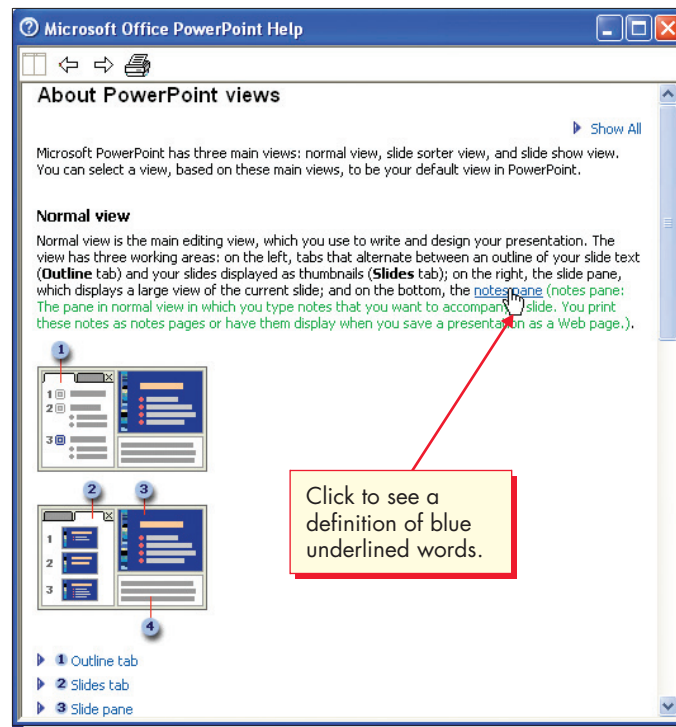 Microsoft Office PowerPoint Help
About PowerPoint views
Show All
Microsoft PowerPoint has three main views: normal view, slide sorter view, and slide show view.
You can select a view, based on these main views, to be your default view in PowerPoint.
Normal view
Normal view is the main editing view, which you use to write and design your presentation. The
view has three working areas: on the left, tabs that alternate between an outline of your slide text
(Outline tab) and your slides displayed as thumbnails (Slides tab); on the right, the slide pane,
which displays a large view of the current slide; and on the bottom, the notes pane (notes pane:
The pane in normal view in which you type notes that you want to accompany slide. You print
these notes as notes pages or have them display when you save a presentation as a Web page.).
1
1
2
3
2 3
1
2
3
4
Click to see a
definition of blue
underlined words.
1 Outline tab
2 Slides tab
3 Slide pane